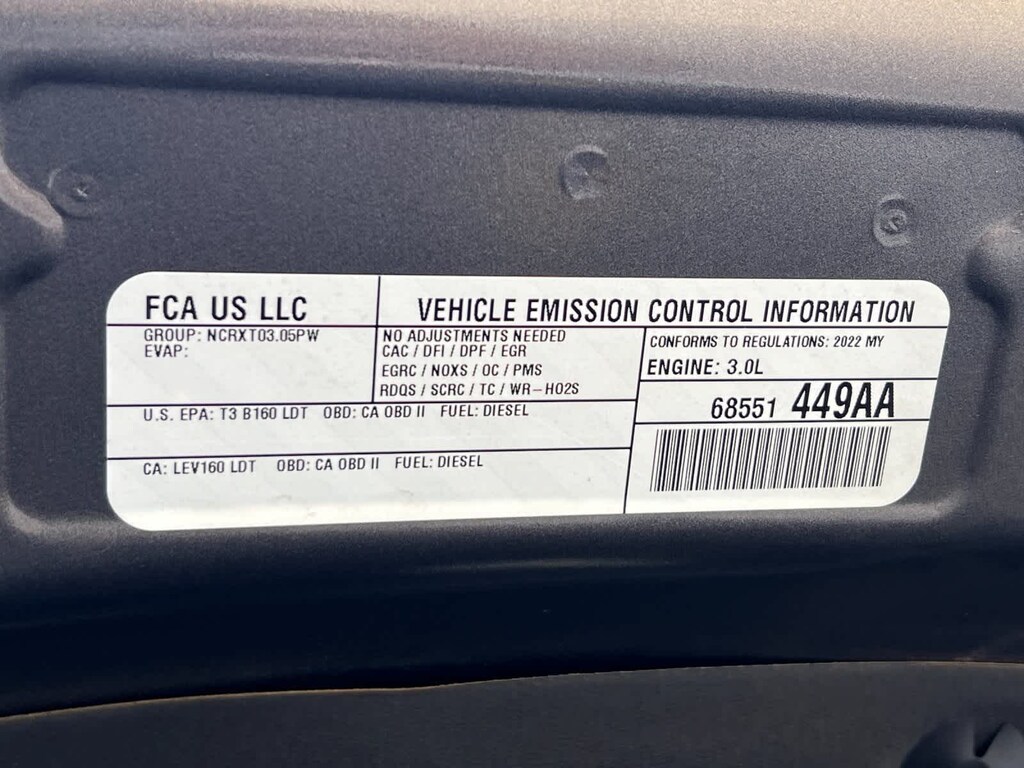 FCA US LLC
VEHICLE EMISSION CONTROL INFORMATION
GROUP: NCRXT03.05PW
EVAP:
NO ADJUSTMENTS NEEDED
CAC / DFI / DPF / EGR
EGRC / NOXS / OC / PMS
RDQS / SCRC / TC / WR-HO2S
CONFORMS TO REGULATIONS: 2022 MY
ENGINE: 3.0L
68551 449AA
U.S. EPA: T3 B160 LDT OBD: CA OBD II FUEL: DIESEL
CA: LEV160 LDT OBD: CA OBD II FUEL: DIESEL